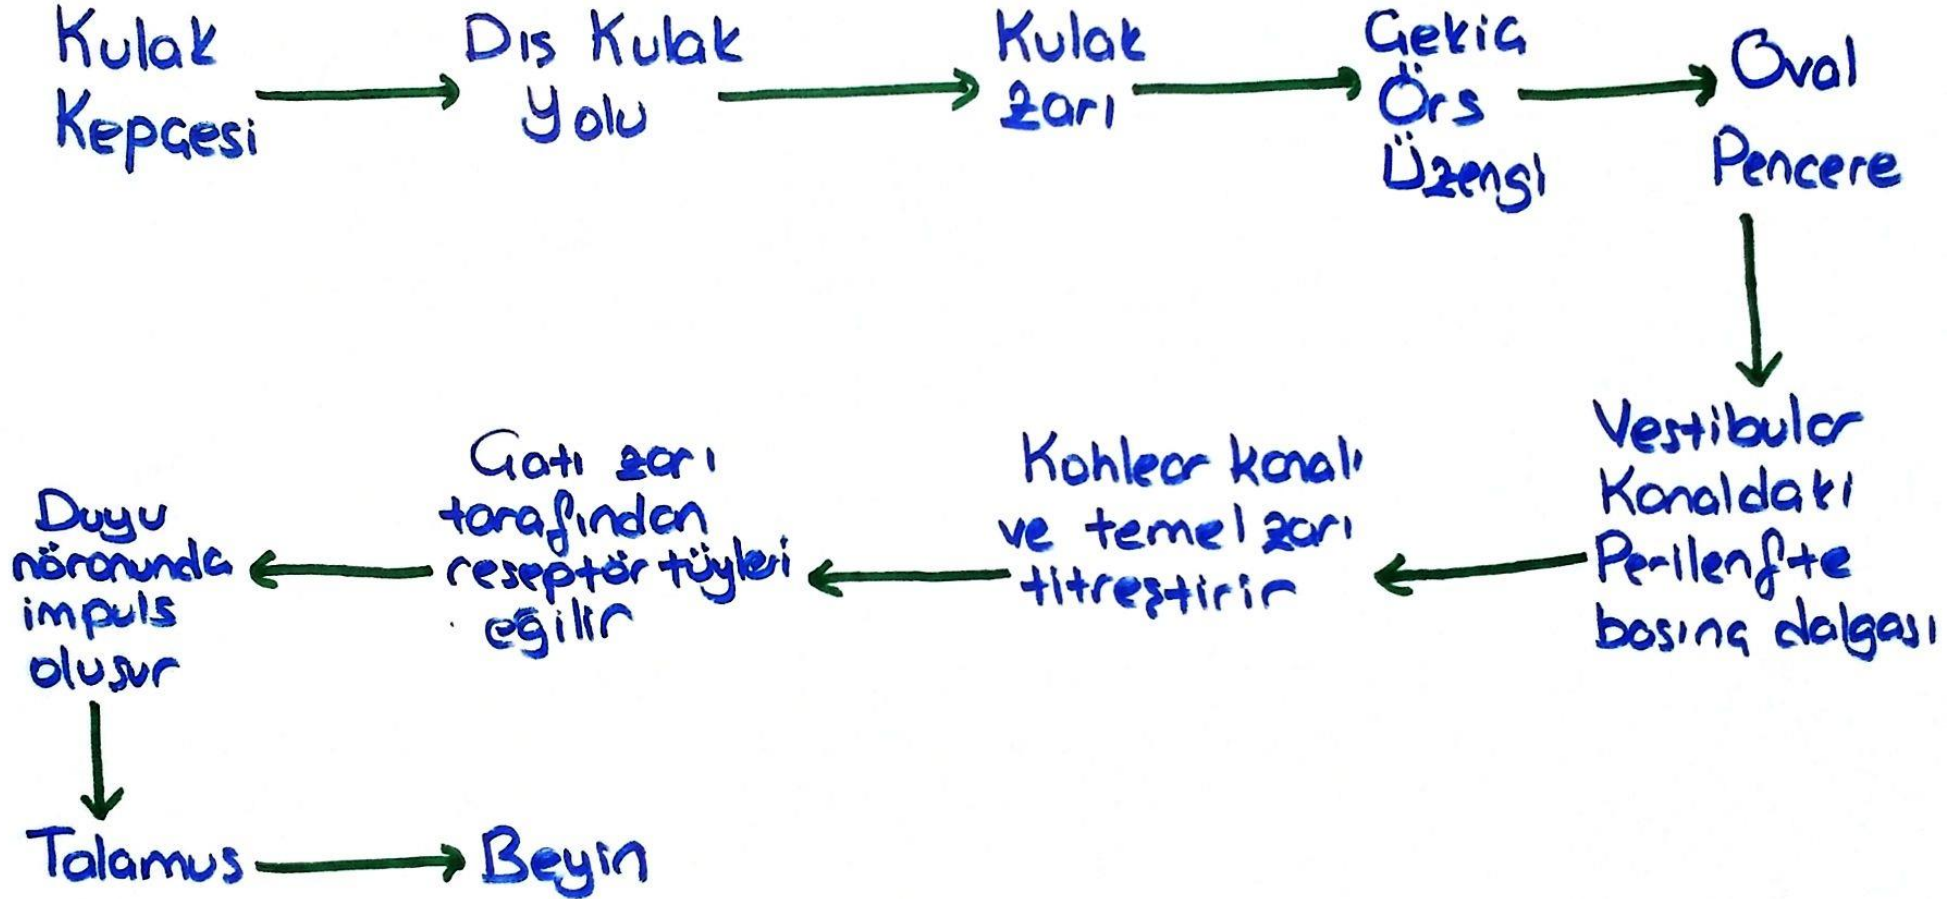 Kulak
Kepçesi
Dıs Kulak
Yolu
Kulak
zarı
Çekiç
Örs
Üzengi
Oval
Pencere
Vestibular
Kanaldaki
Perilenfte
basınç dalgası
Kohlear kanalı
ve temel zarı
titreştirir
Çatı zarı
tarafından
reseptör tüyleri
eğilir
Duyu
nöronunda
impuls
oluşur
Talamus
Beyin